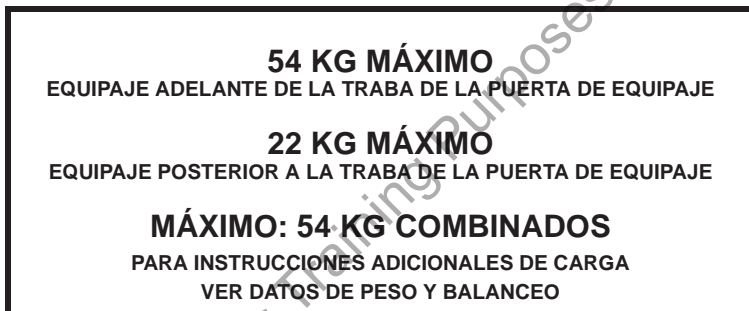 54 KG MÁXIMO
EQUIPAJE ADELANTE DE LA TRABA DE LA PUERTA DE EQUIPAJE
22 KG MÁXIMO
EQUIPAJE POSTERIOR A LA TRABA DE LA PUERTA DE EQUIPAJE
MÁXIMO: 54 KG COMBINADOS
PARA INSTRUCCIONES ADICIONALES DE CARGA
VER DATOS DE PESO Y BALANCEO
Training Purposes